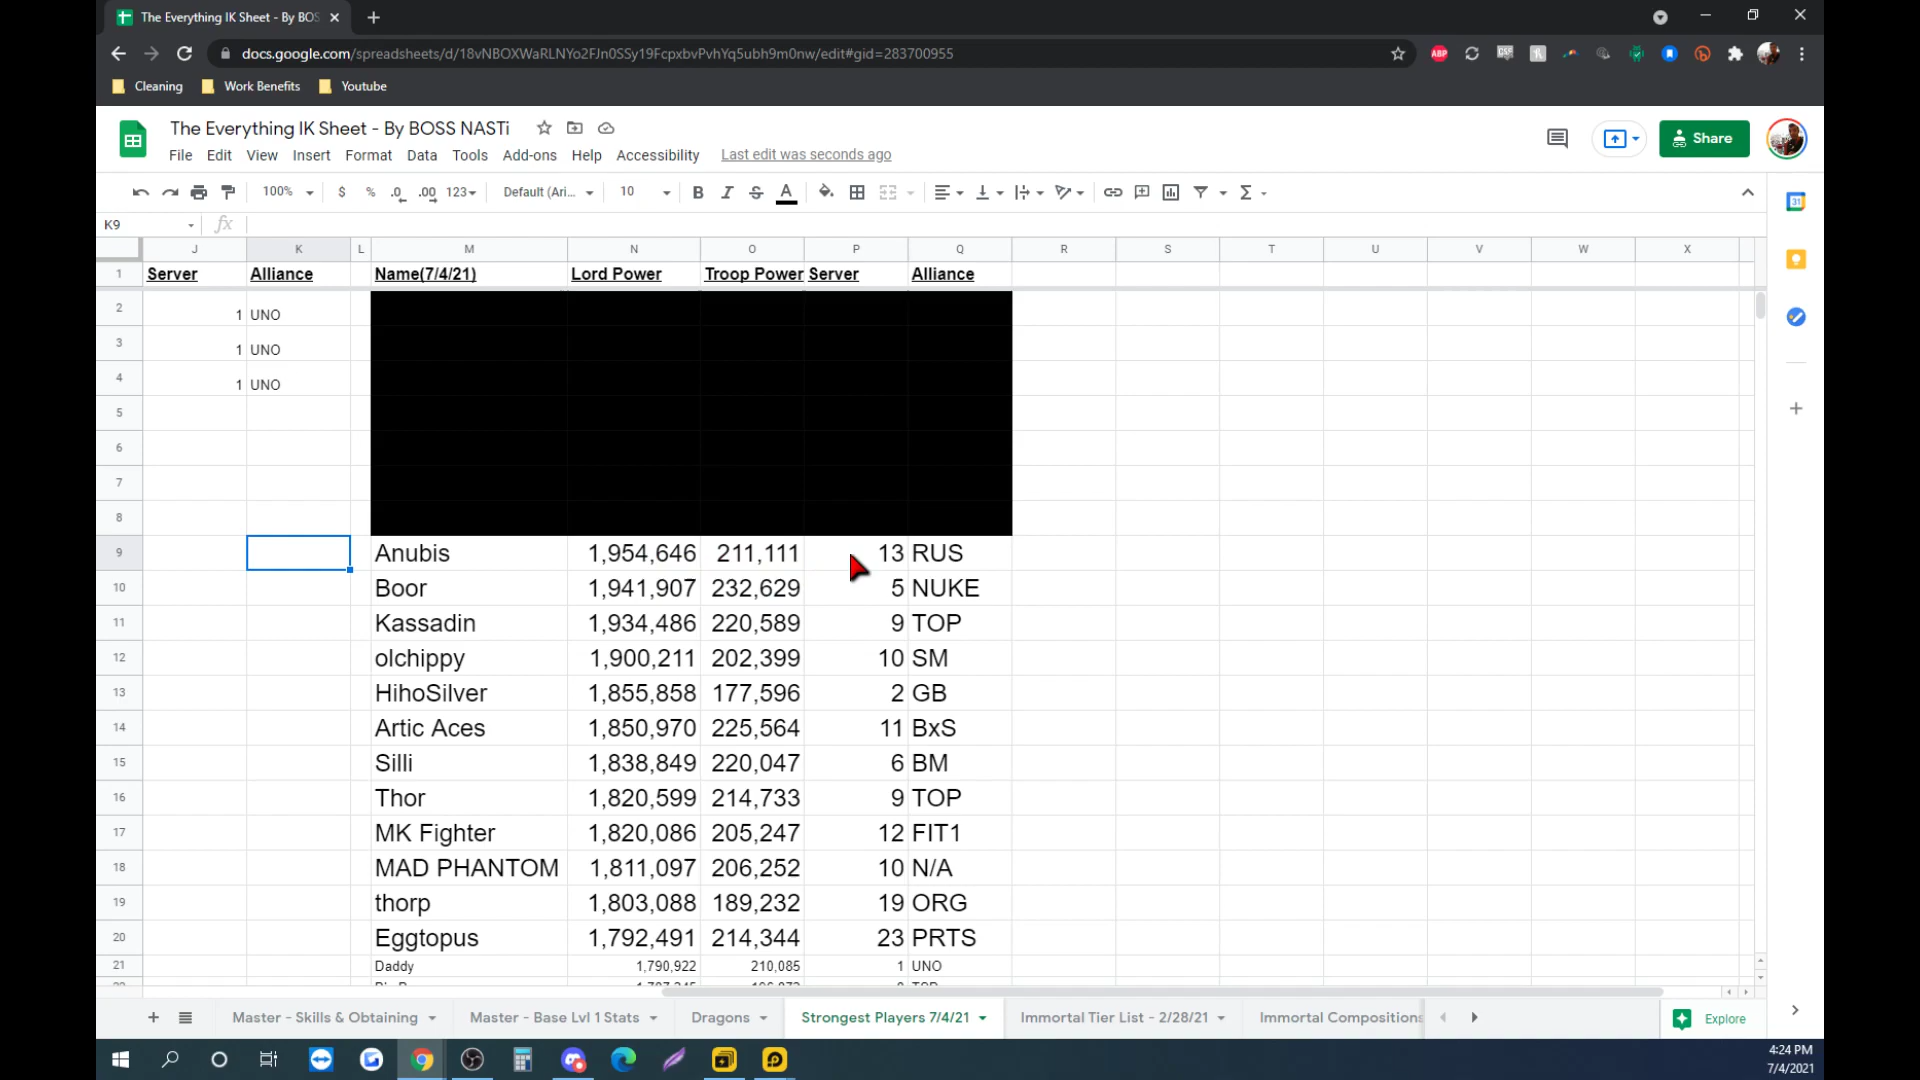 The Everything IK Sheet - By BOS
docs.google.com/spreadsheets/d/18vNBOXWaRLNYo2FJn0SSy19FcpxbvPvhYq5ubh9m0nw/edit#gid=283700955
Cleaning Work Benefits Youtube
The Everything IK Sheet - By BOSS NASTi
File Edit View Insert Format Data Tools Add-ons Help Accessibility Last edit was seconds ago
Share
100% $ % .0 .00 123 Default (Ari... 10 B I S A
K9 fx
J K L M N O P Q R S T U V W X
1 Server Alliance Name(7/4/21) Lord Power Troop Power Server Alliance
2 1 UNO
3 1 UNO
4 1 UNO
5
6
7
8
9 Anubis 1,954,646 211,111 13 RUS
10 Boor 1,941,907 232,629 5 NUKE
11 Kassadin 1,934,486 220,589 9 TOP
12 olchippy 1,900,211 202,399 10 SM
13 HihoSilver 1,855,858 177,596 2 GB
14 Artic Aces 1,850,970 225,564 11 BxS
15 Silli 1,838,849 220,047 6 BM
16 Thor 1,820,599 214,733 9 TOP
17 MK Fighter 1,820,086 205,247 12 FIT1
18 MAD PHANTOM 1,811,097 206,252 10 N/A
19 thorp 1,803,088 189,232 19 ORG
20 Eggtopus 1,792,491 214,344 23 PRTS
21 Daddy 1,790,922 210,085 1 UNO
Master - Skills & Obtaining Master - Base Lvl 1 Stats Dragons Strongest Players 7/4/21 Immortal Tier List - 2/28/21 Immortal Compositions Explore
4:24 PM
7/4/2021